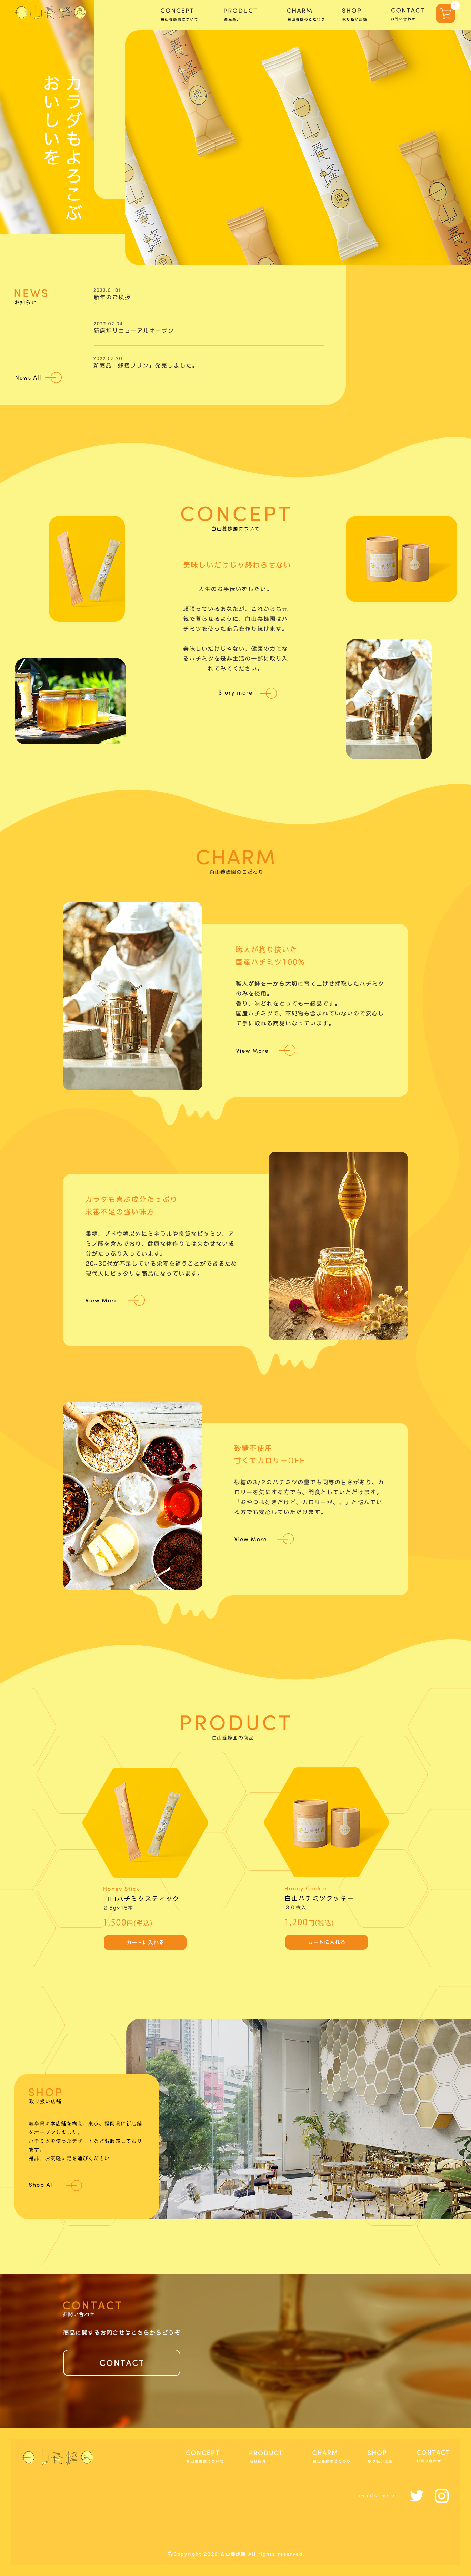 白山養蜂園
CONCEPT
白山養蜂園について
PRODUCT
商品紹介
CHARM
白山養蜂のこだわり
SHOP
取り扱い店舗
CONTACT
お問い合わせ
1
カラダもよろこぶ
おいしいを
NEWS
お知らせ
2022.01.01
新年のご挨拶
2022.02.04
新店舗リニューアルオープン
2022.03.20
新商品「蜂蜜プリン」発売しました。
News All
CONCEPT
白山養蜂園について
美味しいだけじゃ終わらせない
人生のお手伝いをしたい。
頑張っているあなたが、これからも元
気で暮らせるように、白山養蜂園はハ
チミツを使った商品を作り続けます。
美味しいだけじゃない、健康の力にな
るハチミツを是非生活の一部に取り入
れてみてください。
Story more
CHARM
白山養蜂園のこだわり
職人が拘り抜いた
国産ハチミツ100%
職人が蜂を一から大切に育て上げせ採取したハチミツ
のみを使用。
香り、味どれをとっても一級品です。
国産ハチミツで、不純物も含まれていないので安心し
て手に取れる商品いなっています。
View More
カラダも喜ぶ成分たっぷり
栄養不足の強い味方
果糖、ブドウ糖以外にミネラルや良質なビタミン、ア
ミノ酸を含んでおり、健康な体作りには欠かせない成
分がたっぷり入っています。
20~30代が不足している栄養を補うことができるため
現代人にピッタリな商品になっています。
View More
砂糖不使用
甘くてカロリーOFF
砂糖の3/2のハチミツの量でも同等の甘さがあり、カ
ロリーを気にする方でも、間食としていただけます。
「おやつは好きだけど、カロリーが、、」と悩んでい
る方でも安心していただけます。
View More
PRODUCT
白山養蜂園の商品
Honey Stick
白山ハチミツスティック
2.5g×15本
1,500円(税込)
カートに入れる
Honey Cookie
白山ハチミツクッキー
30枚入
1,200円(税込)
カートに入れる
SHOP
取り扱い店舗
岐阜県に本店舗を構え、東京、福岡県に新店舗
をオープンしました。
ハチミツを使ったデザートなども販売しており
ます。
是非、お気軽に足を運びください
Shop All
CONTACT
お問い合わせ
商品に関するお問合せはこちらからどうぞ
CONTACT
白山養蜂園
CONCEPT
白山養蜂園について
PRODUCT
商品紹介
CHARM
白山養蜂のこだわり
SHOP
取り扱い店舗
CONTACT
お問い合わせ
プライバシーポリシー
©Copyright 2022 白山養蜂園 All rights reserved.